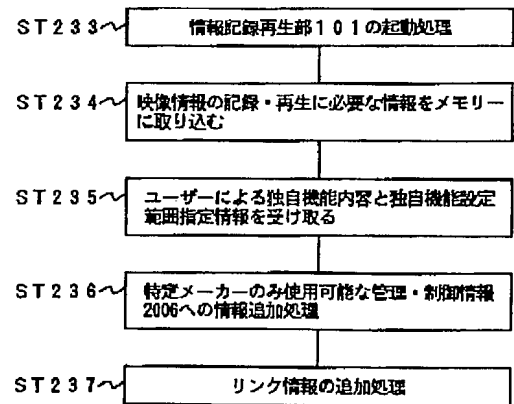 ST233 情報記録再生部101の起動処理
ST234 映像情報の記録・再生に必要な情報をメモリー
に取り込む
ST235 ユーザーによる独自機能内容と独自機能設定
範囲指定情報を受け取る
ST236 特定メーカーのみ使用可能な管理・制御情報
2006への情報追加処理
ST237 リンク情報の追加処理